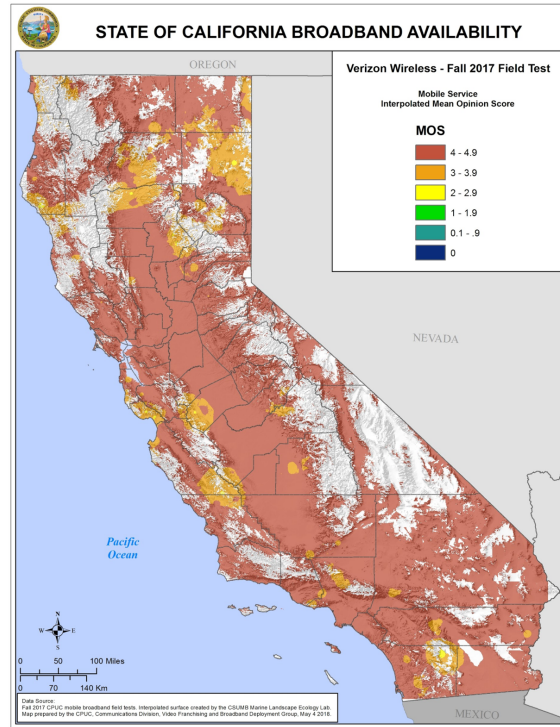 STATE OF CALIFORNIA BROADBAND AVAILABILITY
OREGON
Verizon Wireless - Fall 2017 Field Test
Mobile Service
Interpolated Mean Opinion Score
MOS
4 - 4.9
3 - 3.9
2 - 2.9
1 - 1.9
0.1 - .9
0
NEVADA
Pacific
Ocean
N
W E
S
0 50 100 Miles
0 70 140 Km
MEXICO
Data Source:
Fall 2017 CPUC mobile broadband field tests. Interpolated surface created by the CSUMB Marine Landscape Ecology Lab.
Map prepared by the CPUC, Communications Division, Video Franchising and Broadband Deployment Group, May 4 2018.